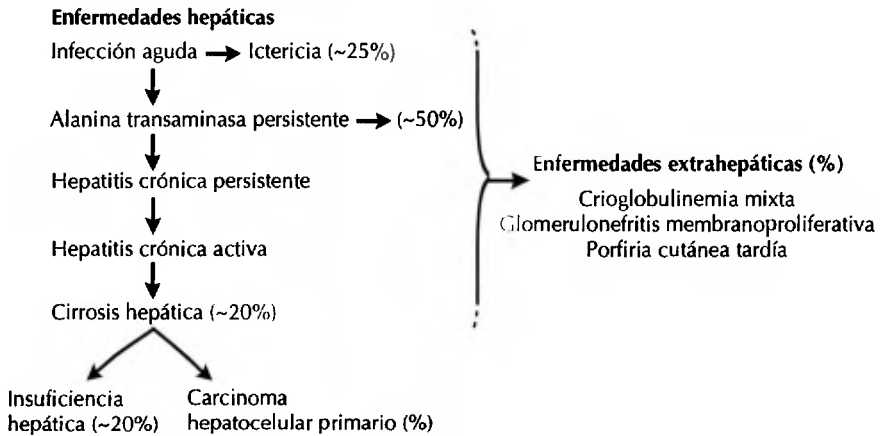 Enfermedades hepáticas
Infección aguda → Ictericia (~25%)
Alanina transaminasa persistente → (~50%)
Hepatitis crónica persistente
Hepatitis crónica activa
Cirrosis hepática (~20%)
Insuficiencia
hepática (~20%)
Carcinoma
hepatocelular primario (%)
Enfermedades extrahepáticas (%)
Crioglobulinemia mixta
Glomerulonefritis membranoproliferativa
Porfiria cutánea tardía